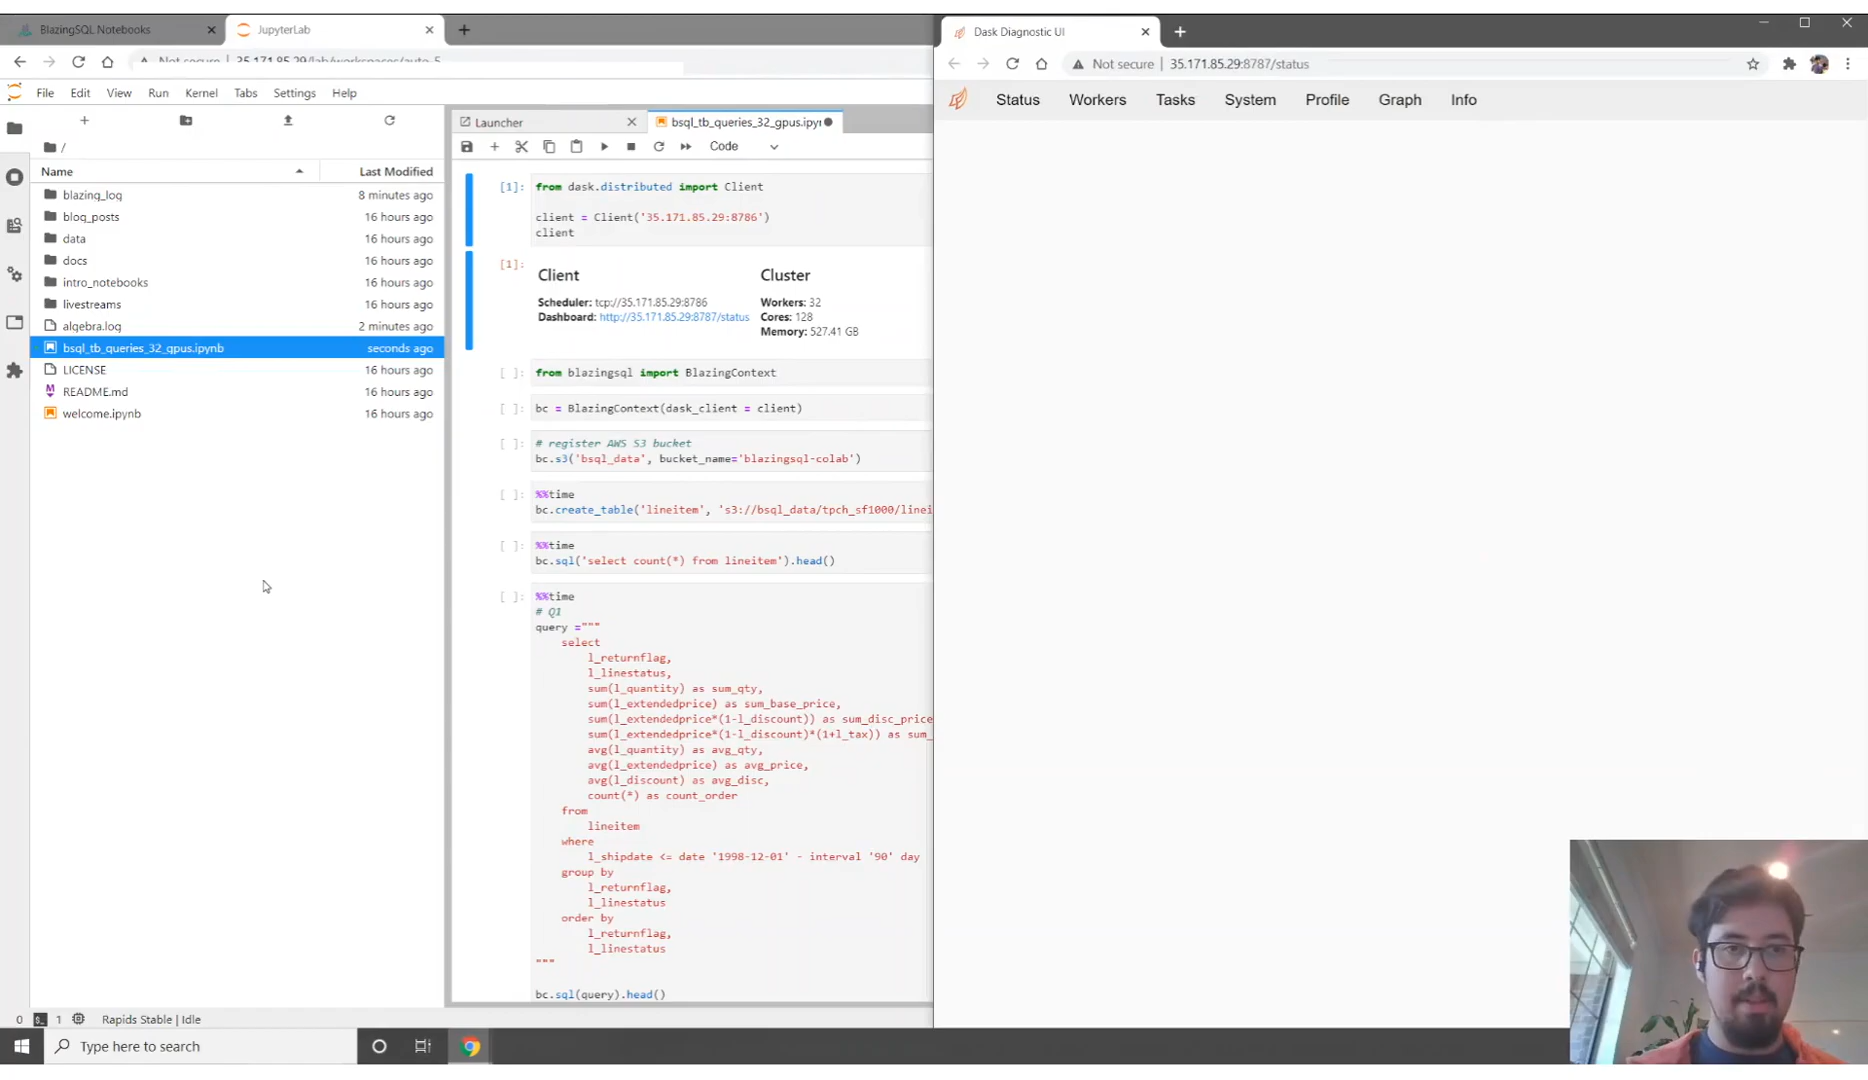 BlazingSQL Notebooks
JupyterLab
Not secure | 35.171.85.29/lab/workspaces/auto-5
File Edit View Run Kernel Tabs Settings Help
/
Name Last Modified
blazing_log 8 minutes ago
blog_posts 16 hours ago
data 16 hours ago
docs 16 hours ago
intro_notebooks 16 hours ago
livestreams 16 hours ago
algebra.log 2 minutes ago
bsql_tb_queries_32_gpus.ipynb seconds ago
LICENSE 16 hours ago
README.md 16 hours ago
welcome.ipynb 16 hours ago
Launcher
bsql_tb_queries_32_gpus.ipyn
Code
[1]: from dask.distributed import Client
client = Client('35.171.85.29:8786')
client
[1]:
Client
Scheduler: tcp://35.171.85.29:8786
Dashboard: http://35.171.85.29:8787/status
Cluster
Workers: 32
Cores: 128
Memory: 527.41 GB
[ ]: from blazingsql import BlazingContext
[ ]: bc = BlazingContext(dask_client = client)
[ ]: # register AWS S3 bucket
bc.s3('bsql_data', bucket_name='blazingsql-colab')
[ ]: %%time
bc.create_table('lineitem', 's3://bsql_data/tpch_sf1000/linei
[ ]: %%time
bc.sql('select count(*) from lineitem').head()
[ ]: %%time
# Q1
query ="""
select
l_returnflag,
l_linestatus,
sum(l_quantity) as sum_qty,
sum(l_extendedprice) as sum_base_price,
sum(l_extendedprice*(1-l_discount)) as sum_disc_price
sum(l_extendedprice*(1-l_discount)*(1+l_tax)) as sum_
avg(l_quantity) as avg_qty,
avg(l_extendedprice) as avg_price,
avg(l_discount) as avg_disc,
count(*) as count_order
from
lineitem
where
l_shipdate <= date '1998-12-01' - interval '90' day
group by
l_returnflag,
l_linestatus
order by
l_returnflag,
l_linestatus
"""
bc.sql(query).head()
0 1 Rapids Stable | Idle
Type here to search
Dask Diagnostic UI
Not secure | 35.171.85.29:8787/status
Status Workers Tasks System Profile Graph Info